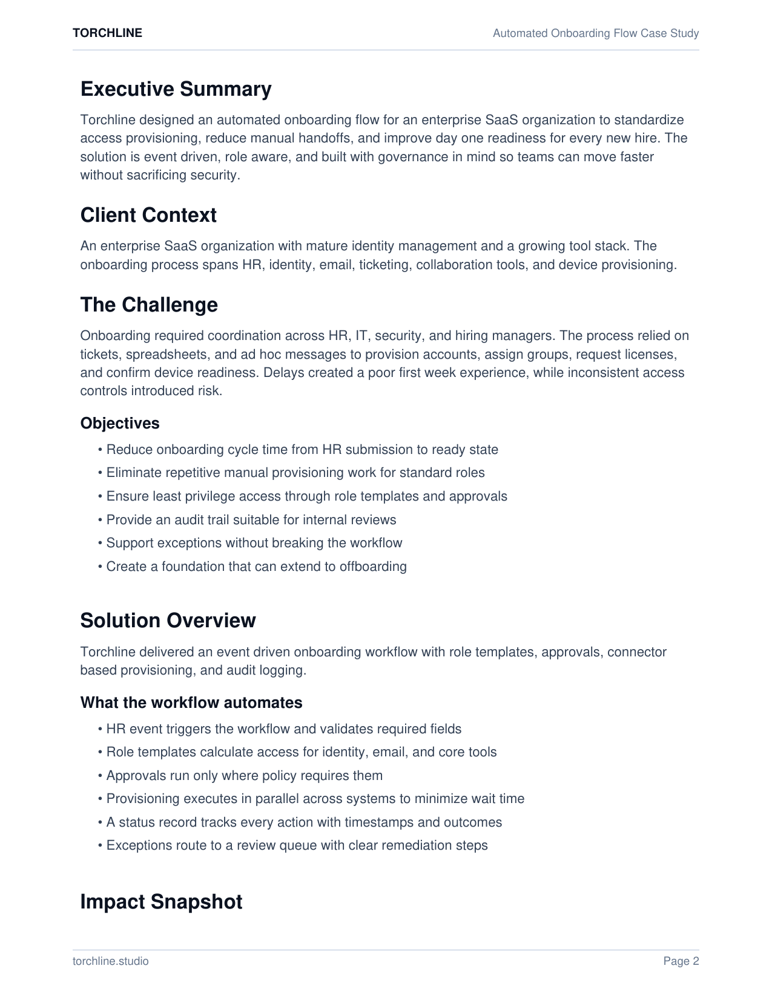 TORCHLINE
Automated Onboarding Flow Case Study
Executive Summary
Torchline designed an automated onboarding flow for an enterprise SaaS organization to standardize
access provisioning, reduce manual handoffs, and improve day one readiness for every new hire. The
solution is event driven, role aware, and built with governance in mind so teams can move faster
without sacrificing security.
Client Context
An enterprise SaaS organization with mature identity management and a growing tool stack. The
onboarding process spans HR, identity, email, ticketing, collaboration tools, and device provisioning.
The Challenge
Onboarding required coordination across HR, IT, security, and hiring managers. The process relied on
tickets, spreadsheets, and ad hoc messages to provision accounts, assign groups, request licenses,
and confirm device readiness. Delays created a poor first week experience, while inconsistent access
controls introduced risk.
Objectives
• Reduce onboarding cycle time from HR submission to ready state
• Eliminate repetitive manual provisioning work for standard roles
• Ensure least privilege access through role templates and approvals
• Provide an audit trail suitable for internal reviews
• Support exceptions without breaking the workflow
• Create a foundation that can extend to offboarding
Solution Overview
Torchline delivered an event driven onboarding workflow with role templates, approvals, connector
based provisioning, and audit logging.
What the workflow automates
• HR event triggers the workflow and validates required fields
• Role templates calculate access for identity, email, and core tools
• Approvals run only where policy requires them
• Provisioning executes in parallel across systems to minimize wait time
• A status record tracks every action with timestamps and outcomes
• Exceptions route to a review queue with clear remediation steps
Impact Snapshot
torchline.studio
Page 2